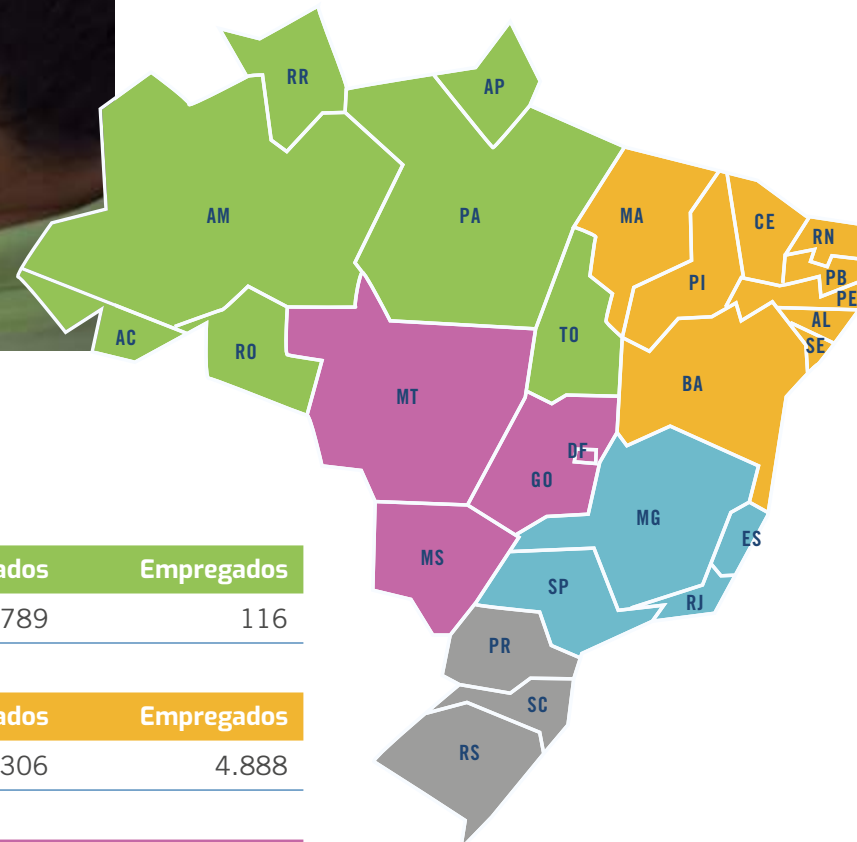 RR
AP
AM
PA
MA
CE
RN
PI
PB
PE
AL
SE
AC
RO
TO
MT
BA
DF
GO
MG
ES
MS
SP
RJ
PR
SC
RS
ados Empregados
789 116
ados Empregados
306 4.888